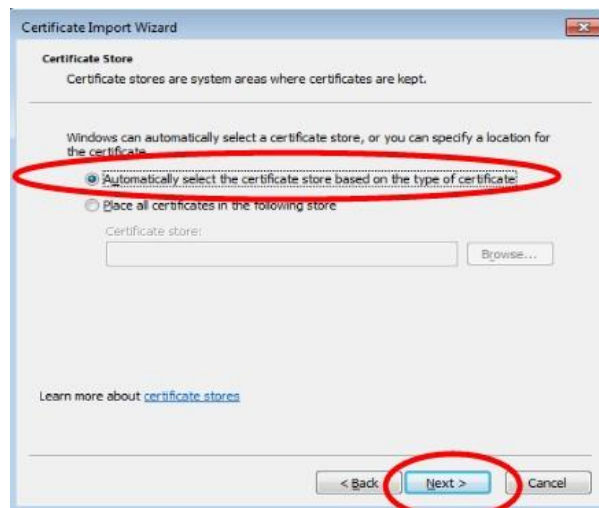 Certificate Import Wizard
Certificate Store
Certificate stores are system areas where certificates are kept.
Windows can automatically select a certificate store, or you can specify a location for
the certificate.
Automatically select the certificate store based on the type of certificate
Place all certificates in the following store
Certificate store:
Browse...
Learn more about certificate stores
< Back
Next >
Cancel